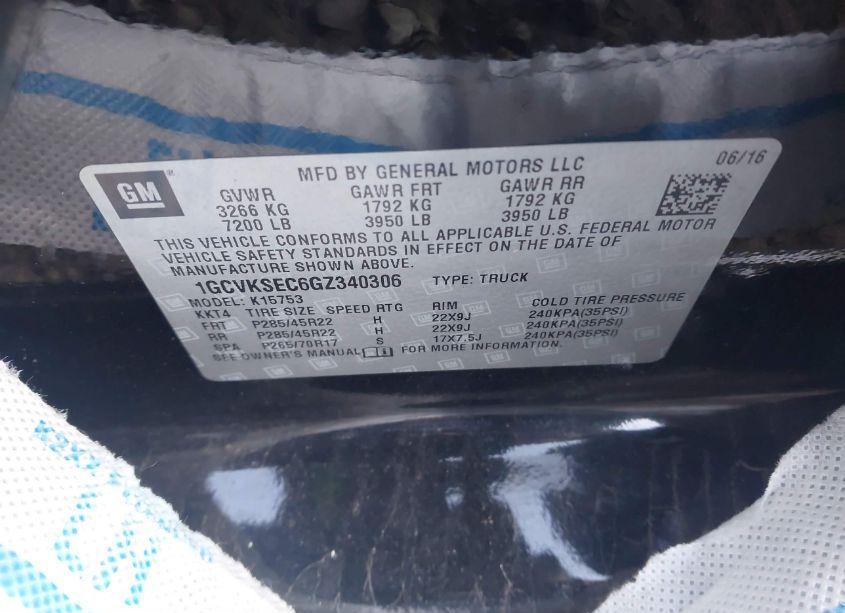 GM
MFD BY GENERAL MOTORS LLC
06/16
GVWR GAWR FRT GAWR RR
3266 KG 1792 KG 1792 KG
7200 LB 3950 LB 3950 LB
THIS VEHICLE CONFORMS TO ALL APPLICABLE U.S. FEDERAL MOTOR
VEHICLE SAFETY STANDARDS IN EFFECT ON THE DATE OF
MANUFACTURE SHOWN ABOVE.
1GCVKSEC6GZ340306 TYPE: TRUCK
MODEL: K15753
KKT4 TIRE SIZE SPEED RTG RIM COLD TIRE PRESSURE
FRT P285/45R22 H 22X9J 240KPA(35PSI)
RR P285/45R22 H 22X9J 240KPA(35PSI)
SPA P265/70R17 S 17X7.5J 240KPA(35PSI)
SEE OWNER'S MANUAL FOR MORE INFORMATION.